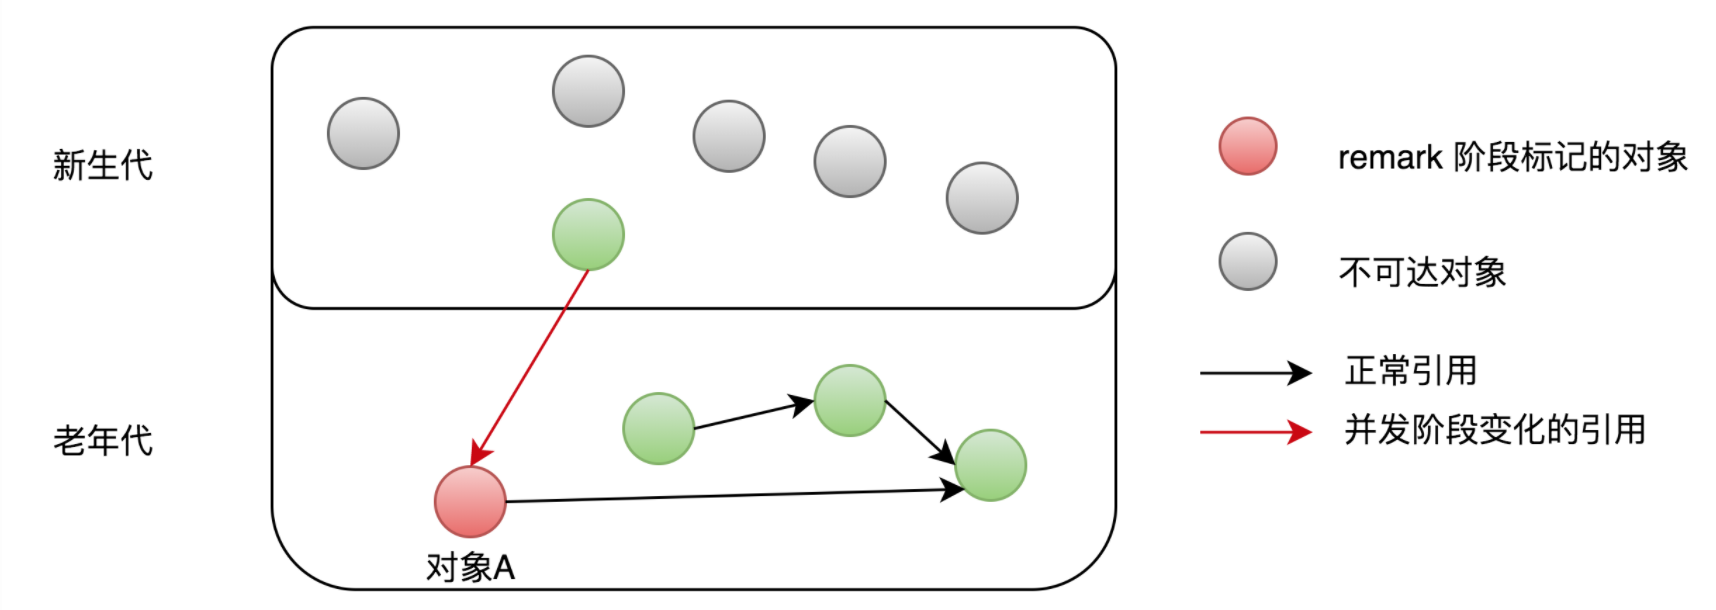 新生代
老年代
对象A
remark 阶段标记的对象
不可达对象
正常引用
并发阶段变化的引用